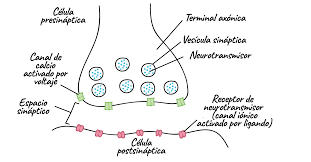 Célula
presináptica
Terminal axónica
Vesícula sináptica
Neurotransmisor
Canal de
calcio
activado por
voltaje
Espacio
sináptico
Receptor de
neurotransmisor
(canal iónico
activado por ligando)
Célula
postsináptica